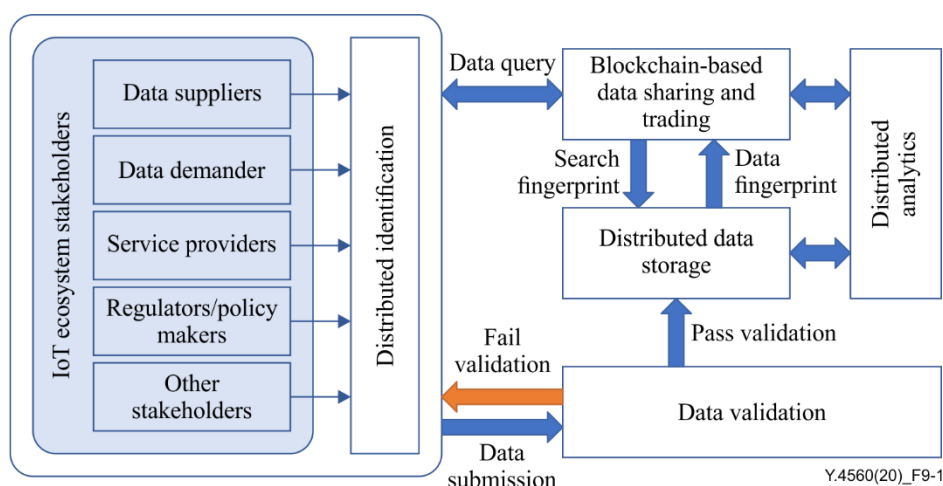 IoT ecosystem stakeholders
Data suppliers
Data demander
Service providers
Regulators/policy
makers
Other
stakeholders
Distributed identification
Data query
Blockchain-based
data sharing and
trading
Search
fingerprint
Data
fingerprint
Distributed data
storage
Distributed
analytics
Pass validation
Fail
validation
Data validation
Data
submission
Y.4560(20)_F9-1